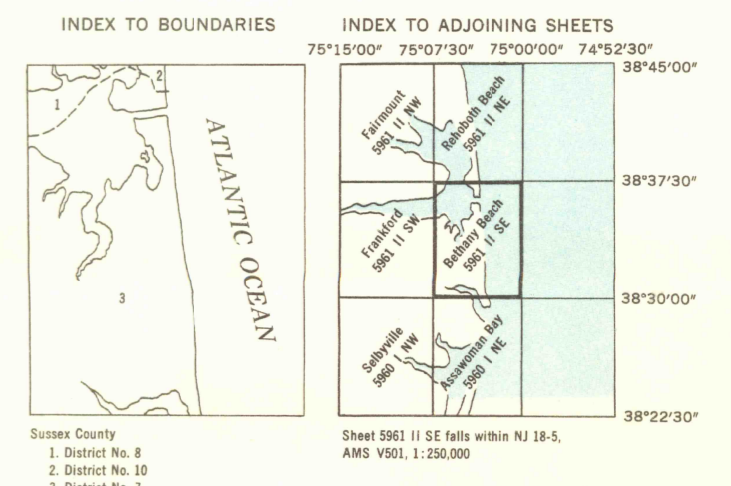 INDEX TO BOUNDARIES
1
2
3
ATLANTIC OCEAN
Sussex County
1. District No. 8
2. District No. 10
3. District No. 7
INDEX TO ADJOINING SHEETS
75°15′00″ 75°07′30″ 75°00′00″ 74°52′30″
38°45′00″
Fairmount
5961 II NW
Rehoboth Beach
5961 II NE
38°37′30″
Frankford
5961 II SW
Bethany Beach
5961 II SE
38°30′00″
Selbyville
5960 I NW
Assawoman Bay
5960 I NE
38°22′30″
Sheet 5961 II SE falls within NJ 18-5,
AMS V501, 1:250,000